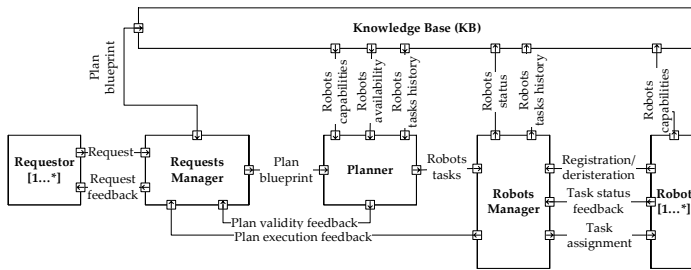 Knowledge Base (KB)
Plan
blueprint
Robots
capabilities
Robots
availability
Robots
tasks history
Robots
status
Robots
tasks history
Robots
capabilities
Requestor
[1…*]
Request
Request
feedback
Requests
Manager
Plan
blueprint
Planner
Robots
tasks
Robots
Manager
Registration/
deristeration
Task status
feedback
Task
assignment
Robot
[1…*]
Plan validity feedback
Plan execution feedback